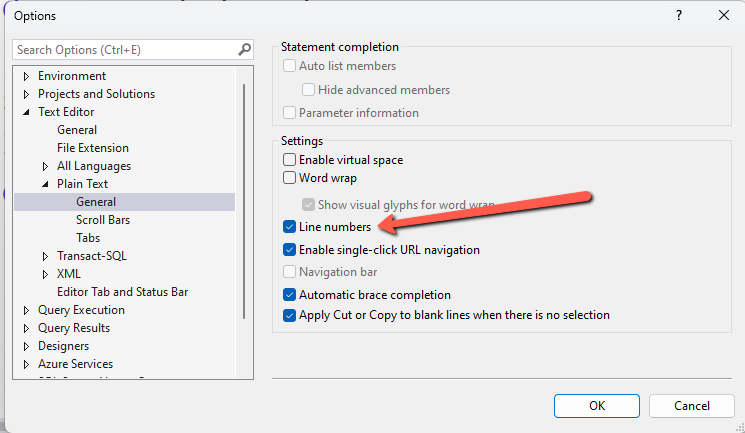 Options
?
Search Options (Ctrl+E)
Environment
Projects and Solutions
Text Editor
General
File Extension
All Languages
Plain Text
General
Scroll Bars
Tabs
Transact-SQL
XML
Editor Tab and Status Bar
Query Execution
Query Results
Designers
Azure Services
Statement completion
Auto list members
Hide advanced members
Parameter information
Settings
Enable virtual space
Word wrap
Show visual glyphs for word wrap
Line numbers
Enable single-click URL navigation
Navigation bar
Automatic brace completion
Apply Cut or Copy to blank lines when there is no selection
OK
Cancel